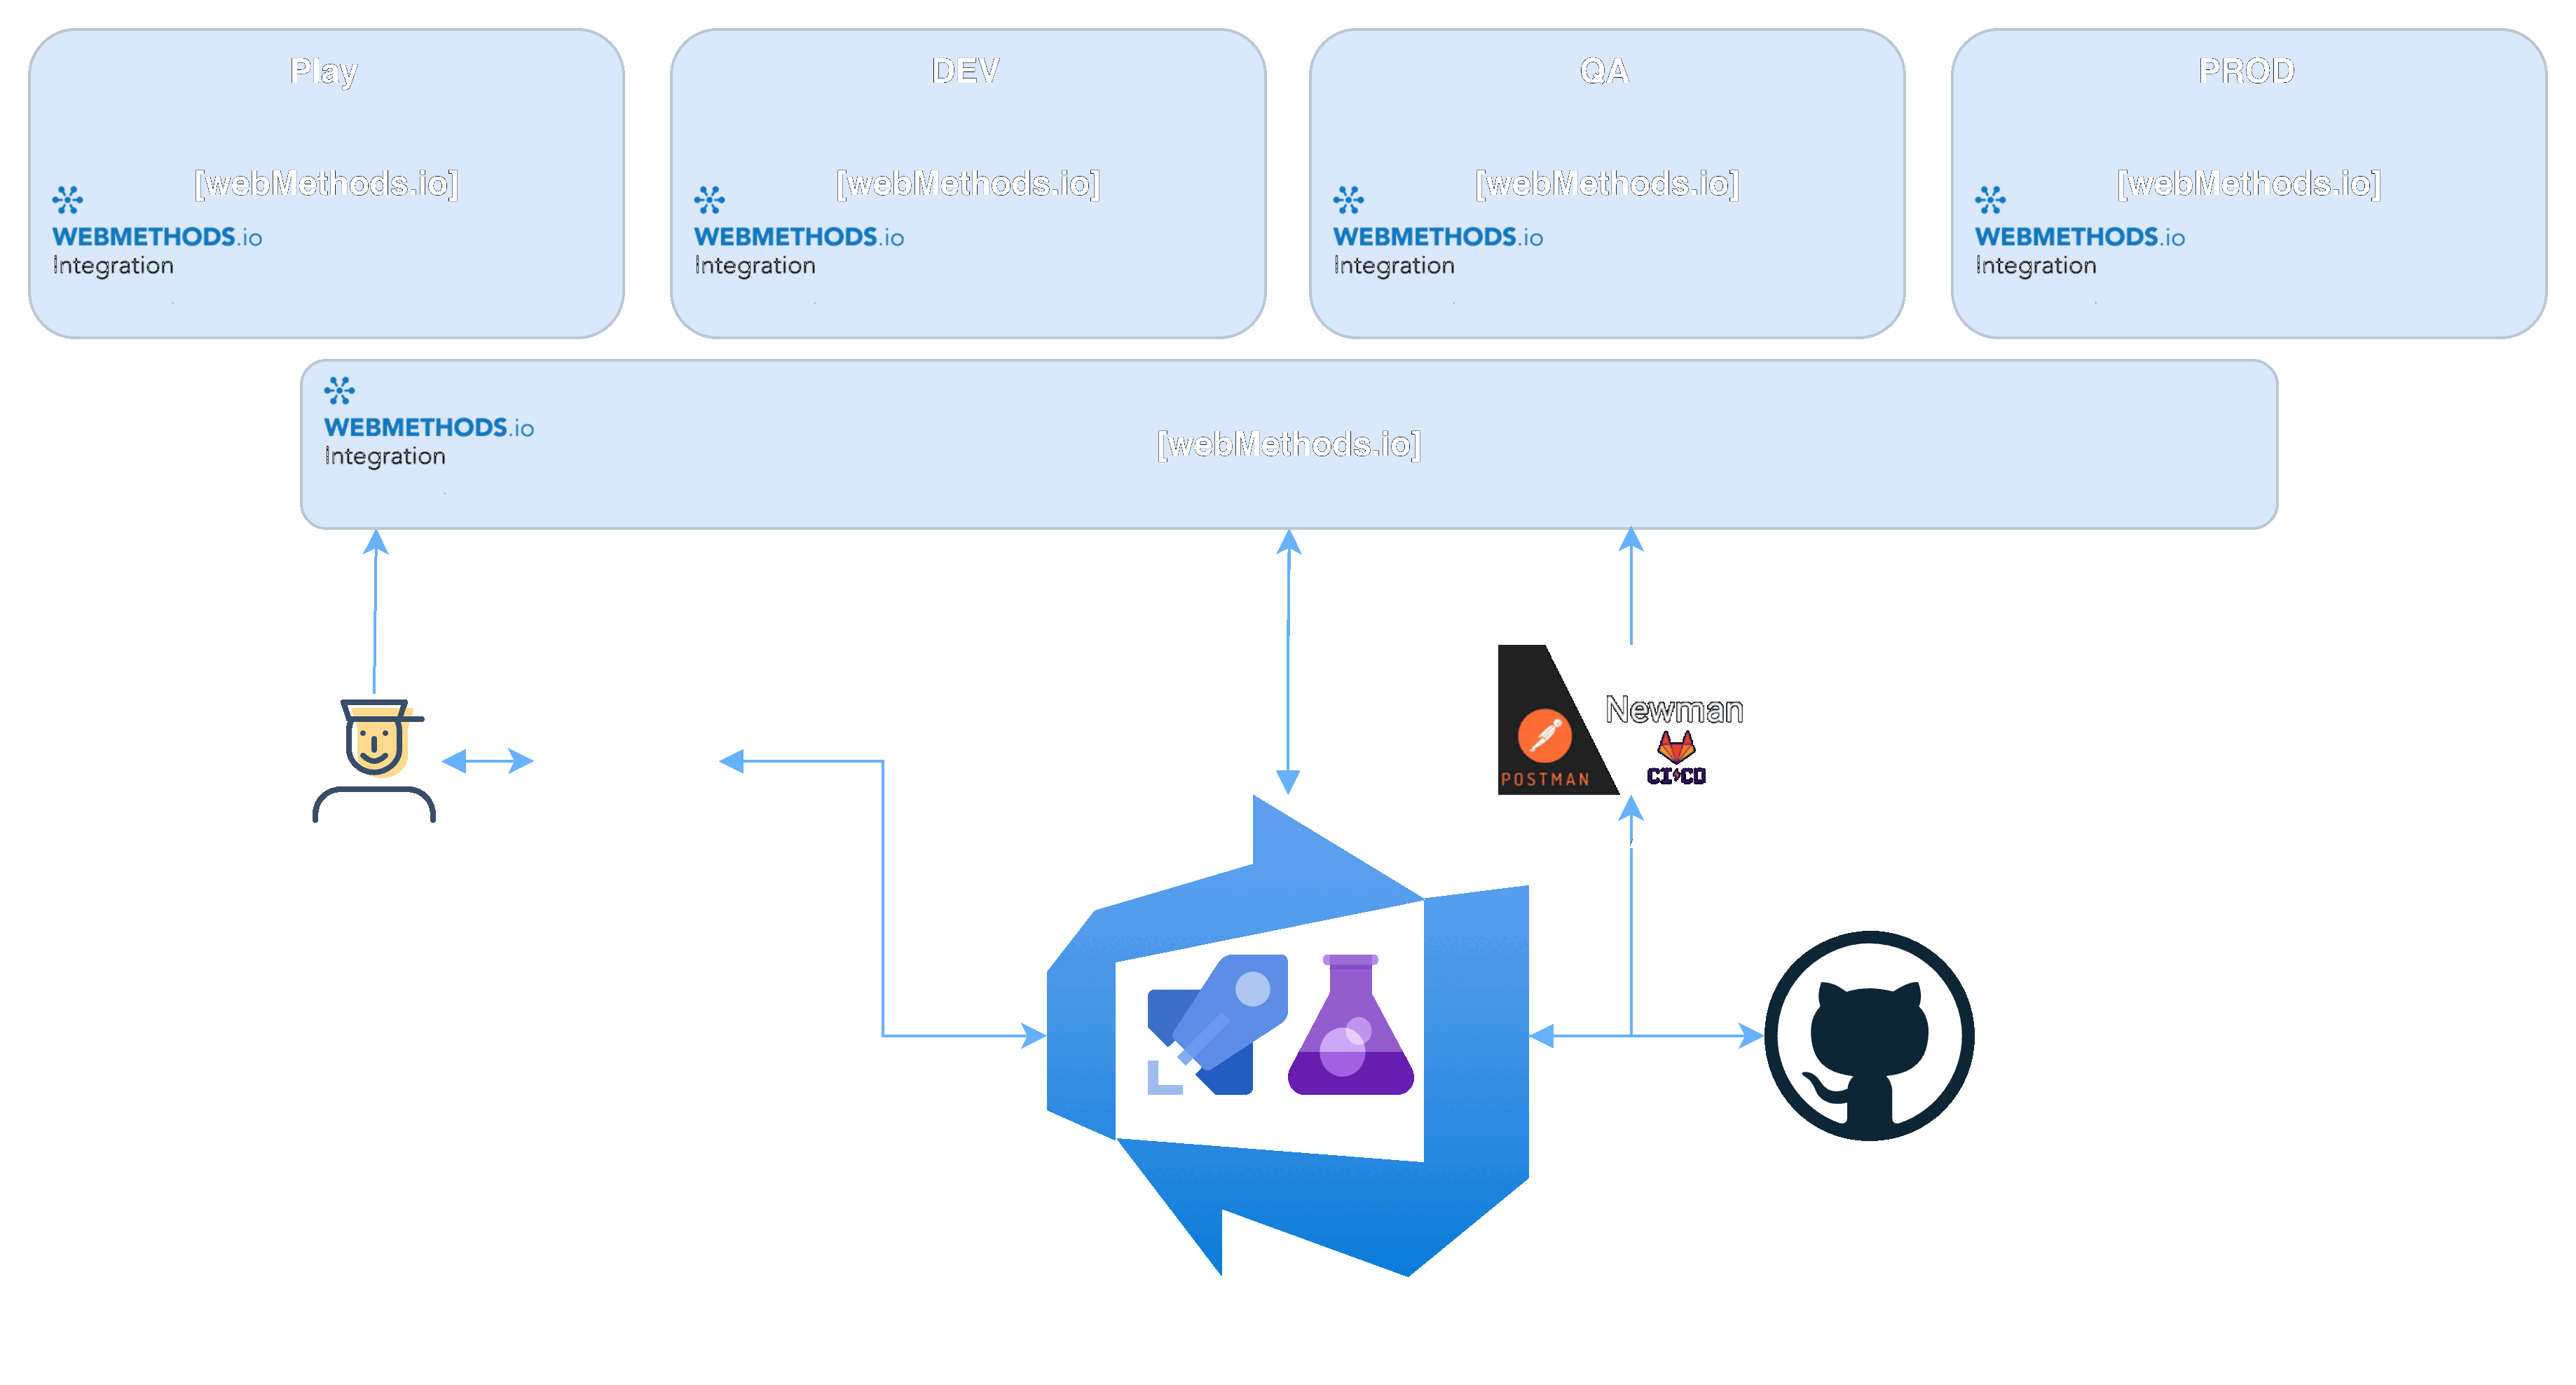 Play
DEV
QA
PROD
[webMethods.io]
[webMethods.io]
[webMethods.io]
[webMethods.io]
WEBMETHODS.io
Integration
WEBMETHODS.io
Integration
WEBMETHODS.io
Integration
WEBMETHODS.io
Integration
WEBMETHODS.io
Integration
[webMethods.io]
Newman
POSTMAN
CI/CD